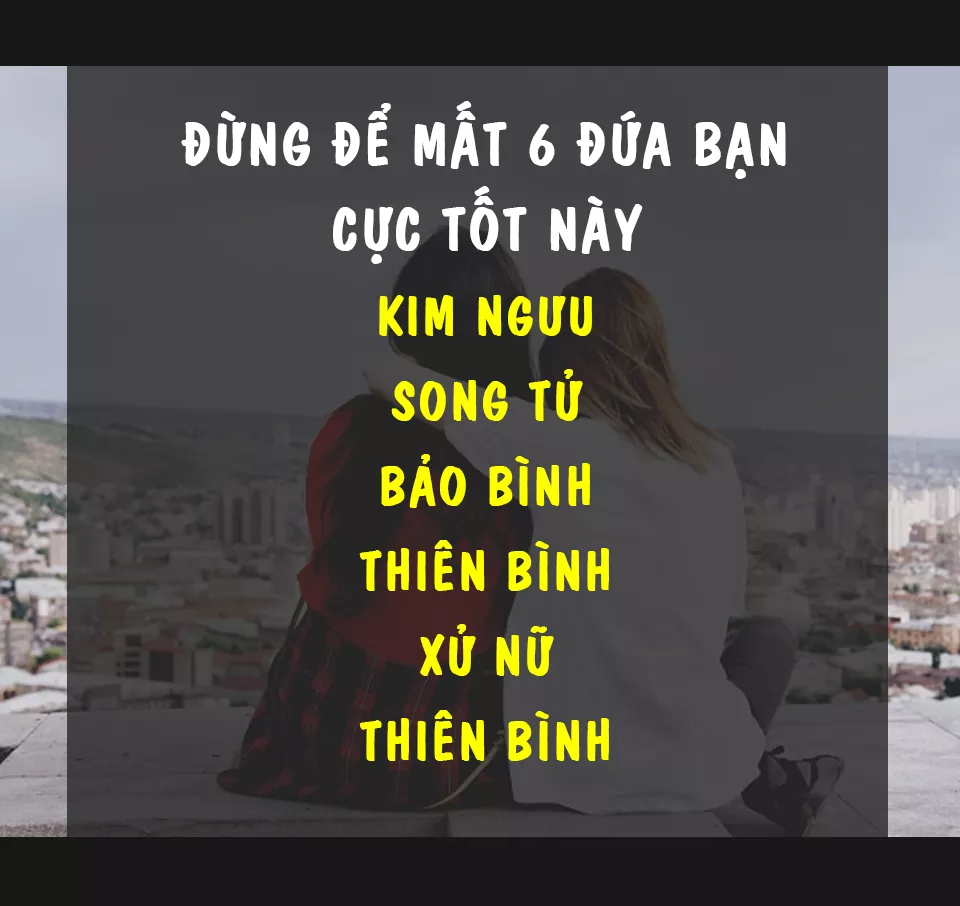 ĐỪNG ĐỂ MẤT 6 ĐỨA BẠN
CỰC TỐT NÀY
KIM NGƯU
SONG TỬ
BẢO BÌNH
THIÊN BÌNH
XỬ NỮ
THIÊN BÌNH